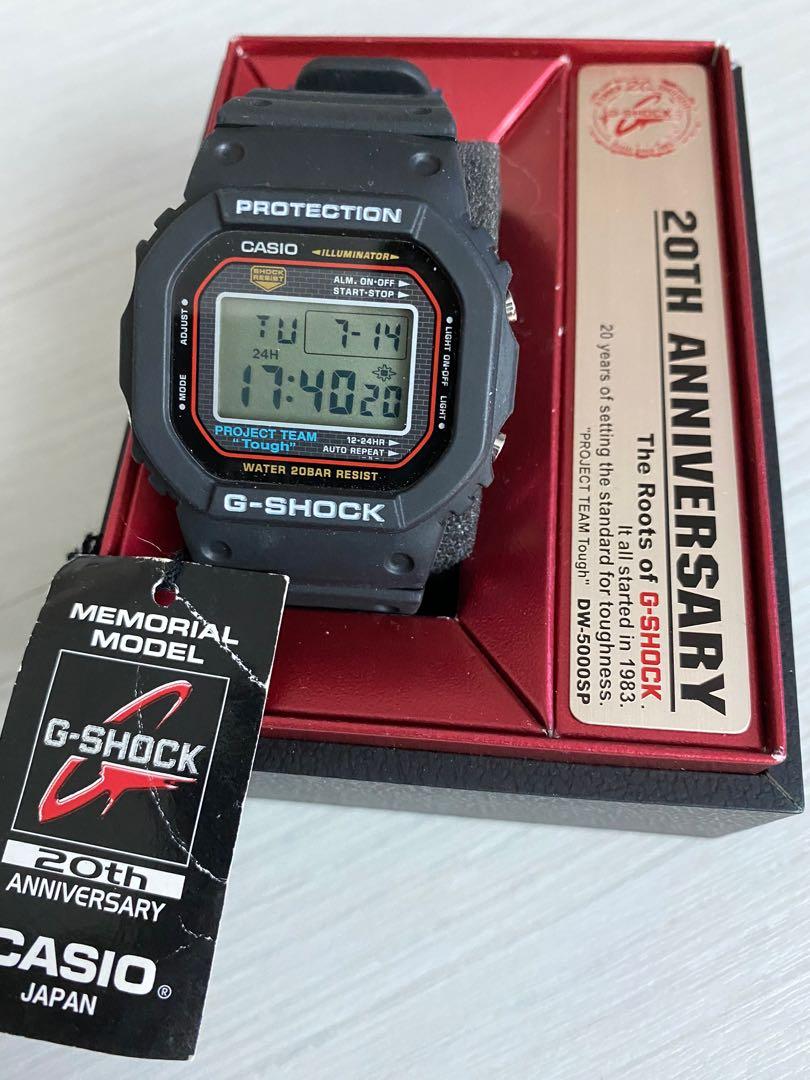 PROTECTION
CASIO
ILLUMINATOR
SHOCK
RESIST
ALM. ON·OFF
START·STOP
ADJUST
MODE
LIGHT ON·OFF
LIGHT
TU 7-14
24H
17:40 20
PROJECT TEAM
"Tough"
12·24HR
AUTO REPEAT
WATER 20BAR RESIST
G-SHOCK
MEMORIAL
MODEL
G-SHOCK
20th
ANNIVERSARY
CASIO®
JAPAN
G-SHOCK
20TH ANNIVERSARY
The Roots of G-SHOCK.
It all started in 1983.
20 years of setting the standard for toughness.
"PROJECT TEAM Tough" DW-5000SP